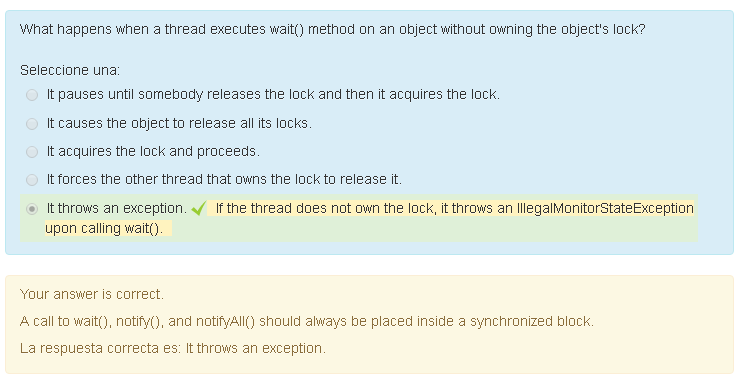 What happens when a thread executes wait() method on an object without owning the object's lock?
Seleccione una:
It pauses until somebody releases the lock and then it acquires the lock.
It causes the object to release all its locks.
It acquires the lock and proceeds.
It forces the other thread that owns the lock to release it.
It throws an exception. If the thread does not own the lock, it throws an IllegalMonitorStateException
upon calling wait().
Your answer is correct.
A call to wait(), notify(), and notifyAll() should always be placed inside a synchronized block.
La respuesta correcta es: It throws an exception.